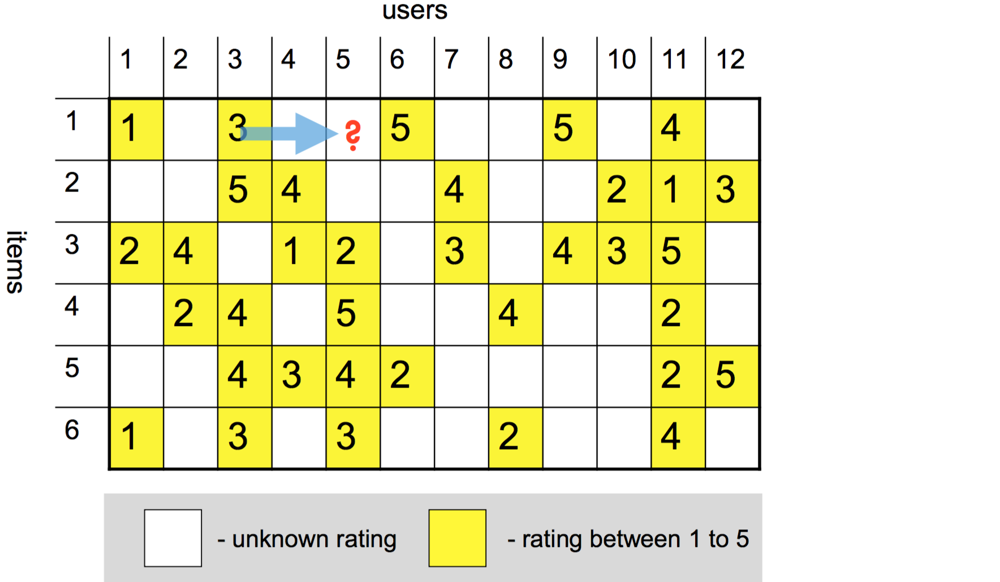 users
1 2 3 4 5 6 7 8 9 10 11 12
1 1 3 ? 5 5 4
2 5 4 4 2 1 3
items
3 2 4 1 2 3 4 3 5
4 2 4 5 4 2
5 4 3 4 2 2 5
6 1 3 3 2 4
- unknown rating - rating between 1 to 5